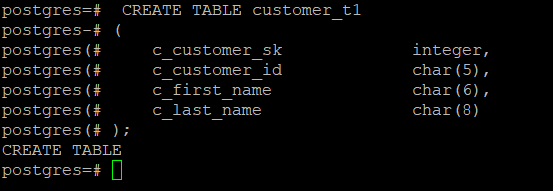 postgres=#  CREATE TABLE customer_t1
postgres-# (
postgres(#     c_customer_sk             integer,
postgres(#     c_customer_id             char(5),
postgres(#     c_first_name              char(6),
postgres(#     c_last_name               char(8)
postgres(# );
CREATE TABLE
postgres=#